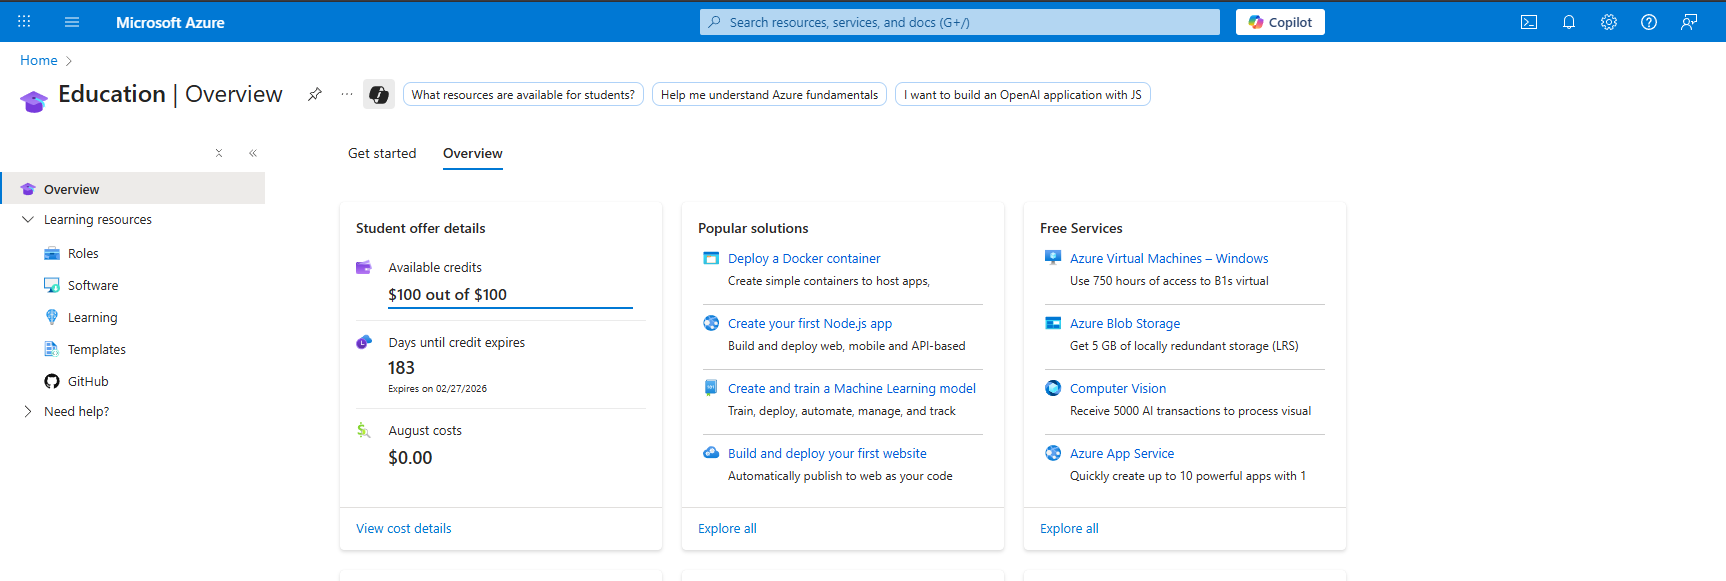 Microsoft Azure
Search resources, services, and docs (G+/)
Copilot
Home
Education | Overview
What resources are available for students?
Help me understand Azure fundamentals
I want to build an OpenAI application with JS
Get started
Overview
Overview
Learning resources
Roles
Software
Learning
Templates
GitHub
Need help?
Student offer details
Available credits
$100 out of $100
Days until credit expires
183
Expires on 02/27/2026
August costs
$0.00
View cost details
Popular solutions
Deploy a Docker container
Create simple containers to host apps,
Create your first Node.js app
Build and deploy web, mobile and API-based
Create and train a Machine Learning model
Train, deploy, automate, manage, and track
Build and deploy your first website
Automatically publish to web as your code
Explore all
Free Services
Azure Virtual Machines – Windows
Use 750 hours of access to B1s virtual
Azure Blob Storage
Get 5 GB of locally redundant storage (LRS)
Computer Vision
Receive 5000 AI transactions to process visual
Azure App Service
Quickly create up to 10 powerful apps with 1
Explore all